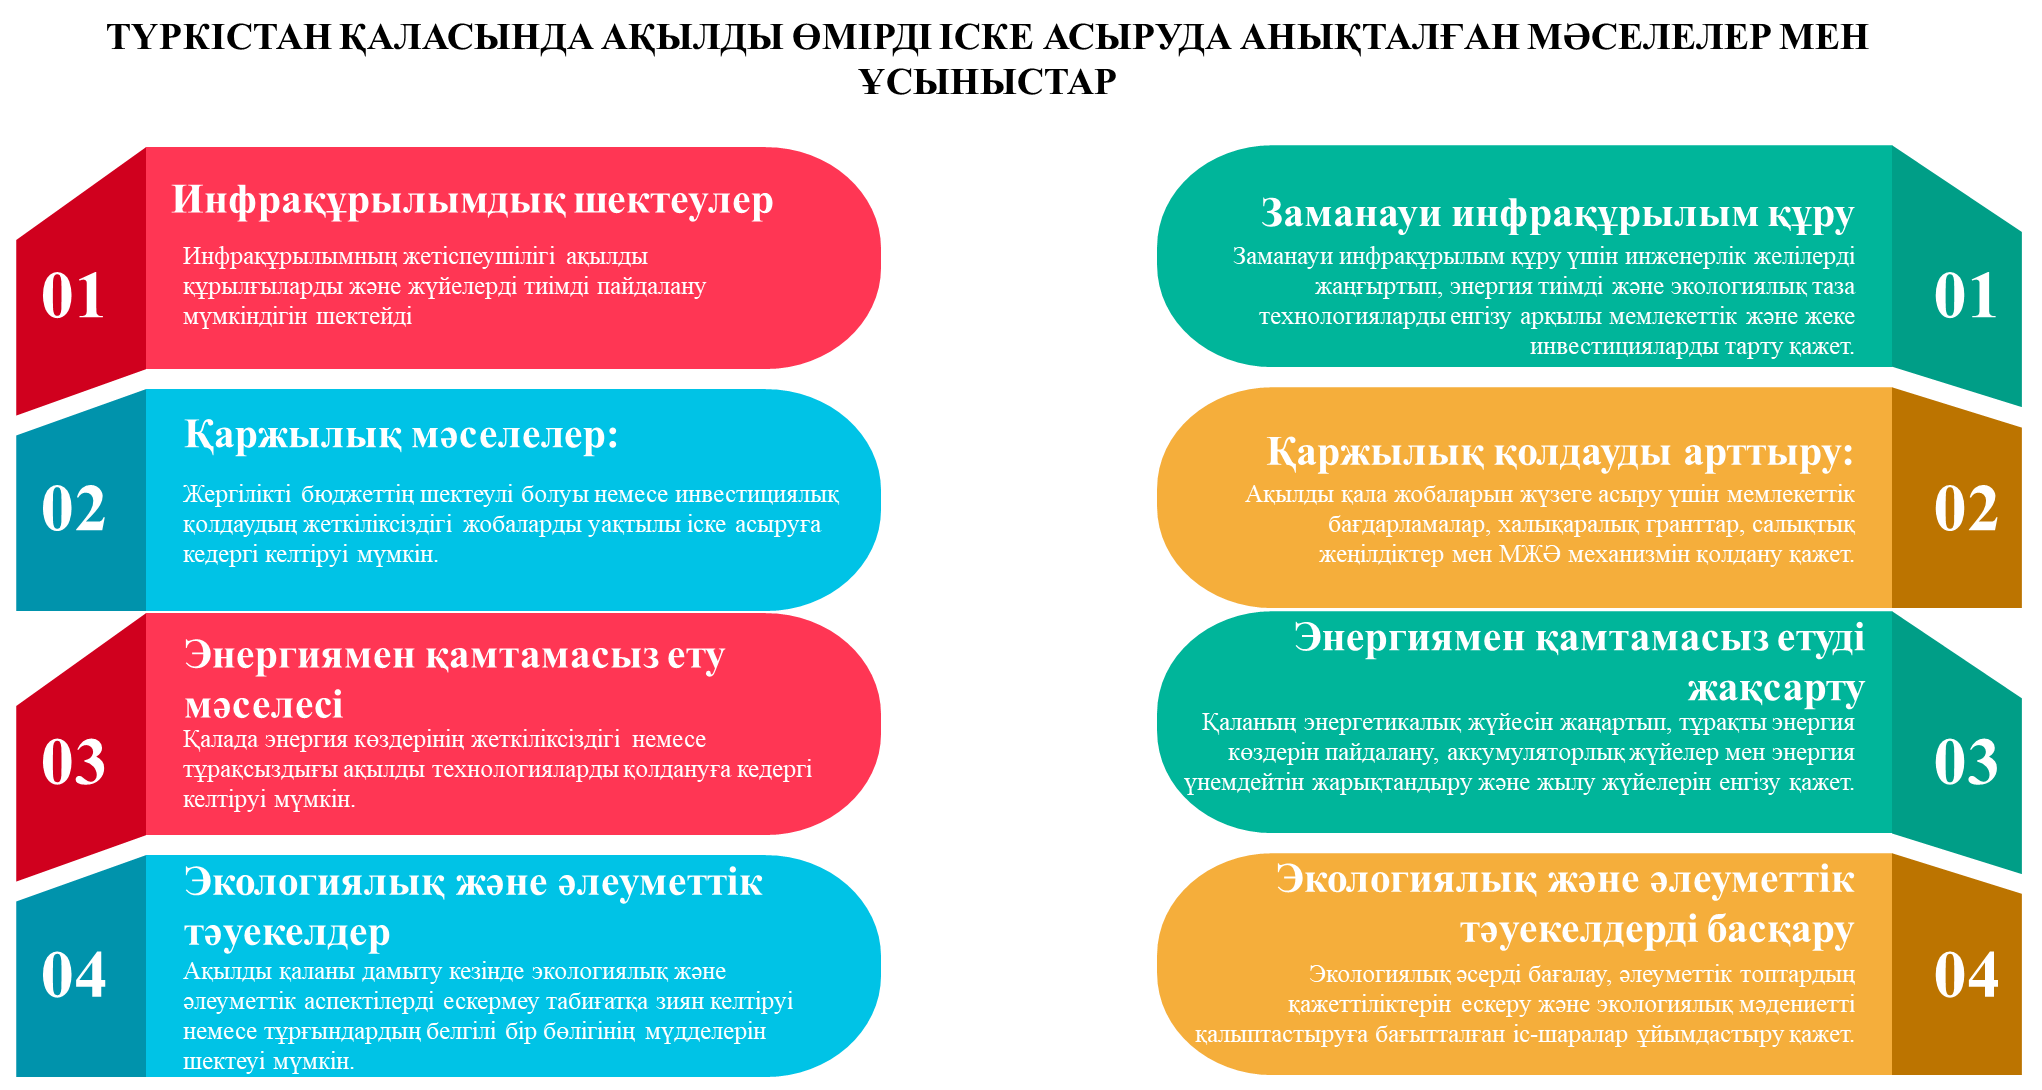 ТҮРКІСТАН ҚАЛАСЫНДА АҚЫЛДЫ ӨМІРДІ ІСКЕ АСЫРУДА АНЫҚТАЛҒАН МӘСЕЛЕЛЕР МЕН
ҰСЫНЫСТАР
01
Инфрақұрылымдық шектеулер
Инфрақұрылымның жетіспеушілігі ақылды
құрылғыларды және жүйелерді тиімді пайдалану
мүмкіндігін шектейді
02
Қаржылық мәселелер:
Жергілікті бюджеттің шектеулі болуы немесе инвестициялық
қолдаудың жеткіліксіздігі жобаларды уақтылы іске асыруға
кедергі келтіруі мүмкін.
03
Энергиямен қамтамасыз ету
мәселесі
Қалада энергия көздерінің жеткіліксіздігі немесе
тұрақсыздығы ақылды технологияларды қолдануға кедергі
келтіруі мүмкін.
04
Экологиялық және әлеуметтік
тәуекелдер
Ақылды қаланы дамыту кезінде экологиялық және
әлеуметтік аспектілерді ескермеу табиғатқа зиян келтіруі
немесе тұрғындардың белгілі бір бөлігінің мүдделерін
шектеуі мүмкін.
Заманауи инфрақұрылым құру
Заманауи инфрақұрылым құру үшін инженерлік желілерді
жаңғыртып, энергия тиімді және экологиялық таза
технологияларды енгізу арқылы мемлекеттік және жеке
инвестицияларды тарту қажет.
01
Қаржылық қолдауды арттыру:
Ақылды қала жобаларын жүзеге асыру үшін мемлекеттік
бағдарламалар, халықаралық гранттар, салықтық
жеңілдіктер мен МЖӘ механизмін қолдану қажет.
02
Энергиямен қамтамасыз етуді
жақсарту
Қаланың энергетикалық жүйесін жаңартып, тұрақты энергия
көздерін пайдалану, аккумуляторлық жүйелер мен энергия
үнемдейтін жарықтандыру және жылу жүйелерін енгізу қажет.
03
Экологиялық және әлеуметтік
тәуекелдерді басқару
Экологиялық әсерді бағалау, әлеуметтік топтардың
қажеттіліктерін ескеру және экологиялық мәдениетті
қалыптастыруға бағытталған іс-шаралар ұйымдастыру қажет.
04